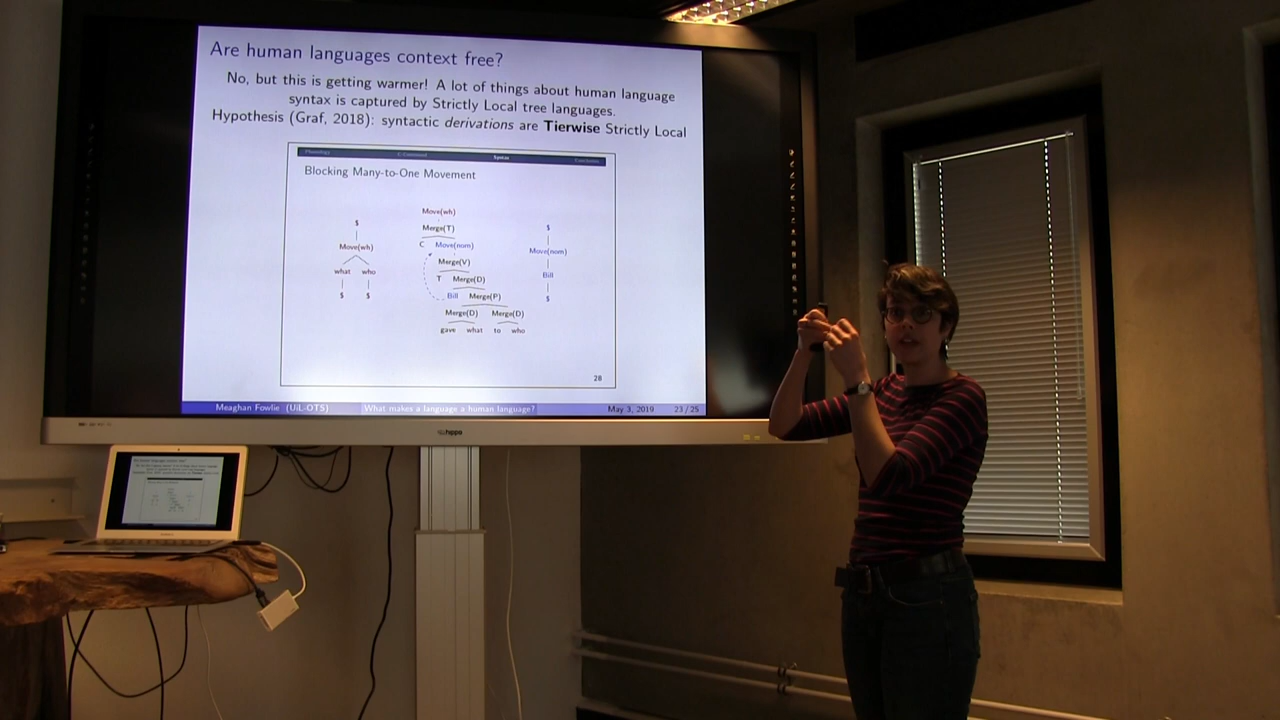 Are human languages context free?
No, but this is getting warmer! A lot of things about human language
syntax is captured by Strictly Local tree languages.
Hypothesis (Graf, 2018): syntactic derivations are Tierwise Strictly Local
Phonology C-Command Syntax Conclusion
Blocking Many-to-One Movement
Move(wh)
$ Merge(T) $
Move(wh) C Move(nom) Move(nom)
Merge(V)
what who T Merge(D) Bill
$ $ Bill Merge(P) $
Merge(D) Merge(D)
gave what to who
28
Meaghan Fowlie (UiL-OTS) What makes a language a human language? May 3, 2019 23 / 25
hippo